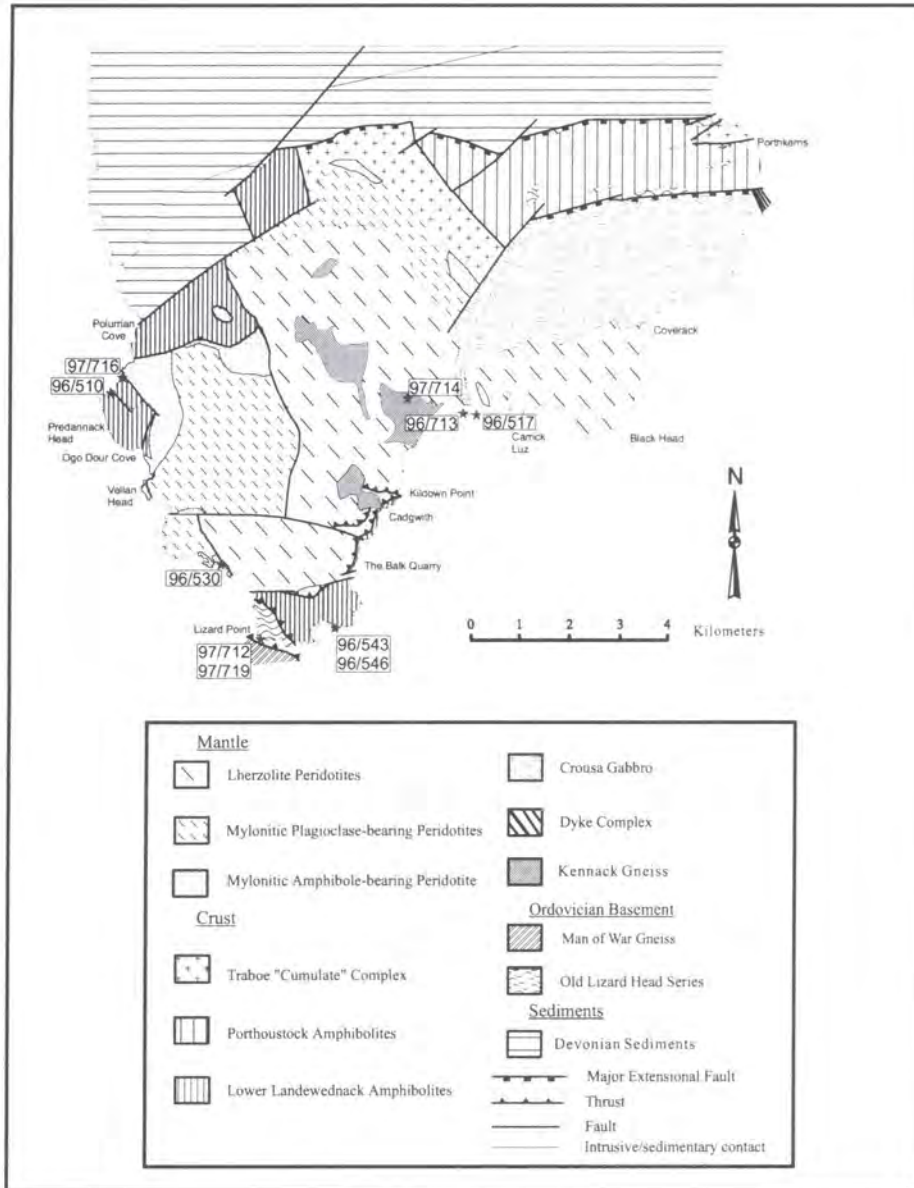 Porthkerris
Coverack
Polurrian
Cove
97/716
96/510
97/714
96/713
96/517
Predannack
Head
Carrick
Luz
Black Head
Ogo Dour Cove
Vellan
Head
Kildown Point
Cadgwith
N
The Balk Quarry
96/530
Lizard Point
97/712
97/719
96/543
96/546
0 1 2 3 4
Kilometers
Mantle
Lherzolite Peridotites
Mylonitic Plagioclase-bearing Peridotites
Mylonitic Amphibole-bearing Peridotite
Crust
Traboe "Cumulate" Complex
Porthoustock Amphibolites
Lower Landewednack Amphibolites
Crousa Gabbro
Dyke Complex
Kennack Gneiss
Ordovician Basement
Man of War Gneiss
Old Lizard Head Series
Sediments
Devonian Sediments
Major Extensional Fault
Thrust
Fault
Intrusive/sedimentary contact